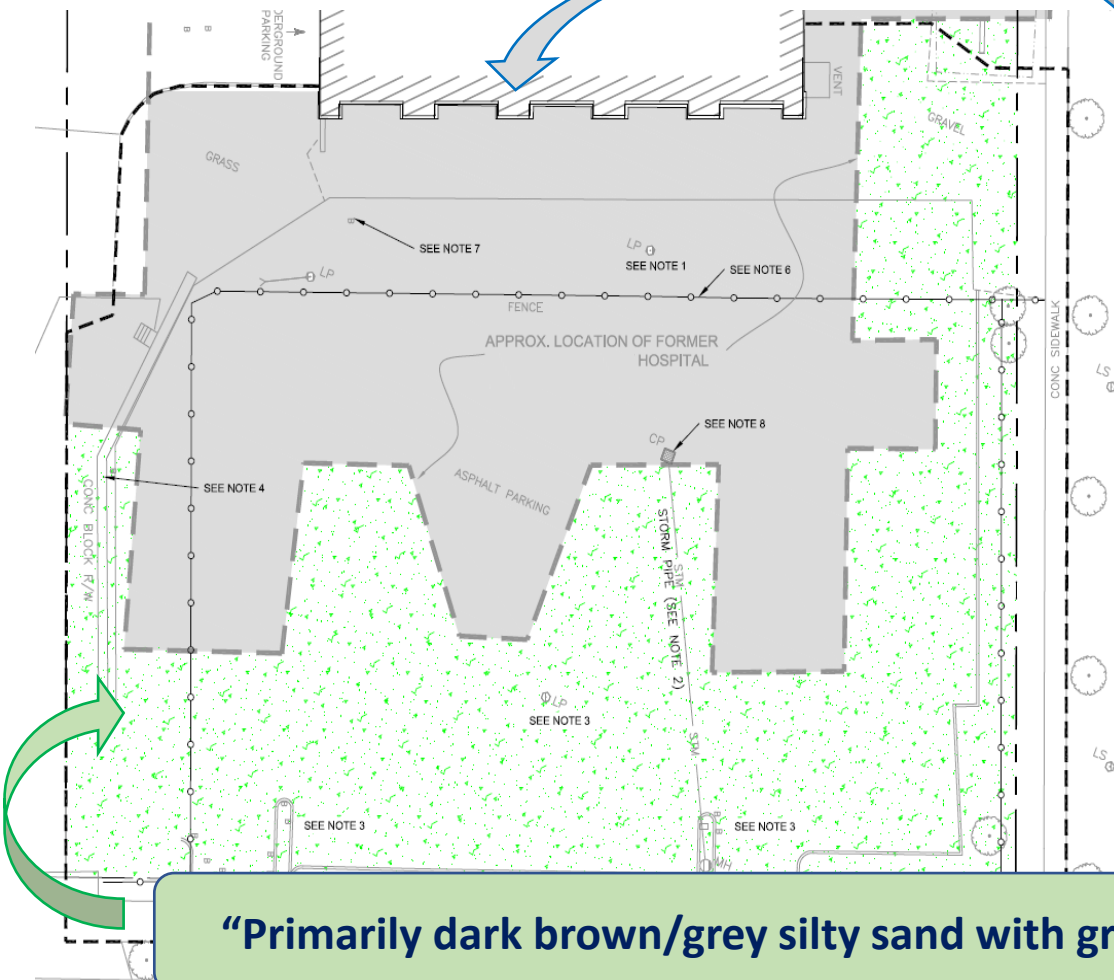 DERGROUND
PARKING
B
B
VENT
GRAVEL
GRASS
B
SEE NOTE 7
LP
SEE NOTE 1
SEE NOTE 6
LP
FENCE
APPROX. LOCATION OF FORMER
HOSPITAL
CONC SIDEWALK
LS
SEE NOTE 8
CP
ASPHALT PARKING
SEE NOTE 4
CONC BLOCK R/W
STORM PIPE (SEE NOTE 2)
STM
LP
SEE NOTE 3
STM
LS
SEE NOTE 3
SEE NOTE 3
MH
"Primarily dark brown/grey silty sand with gr